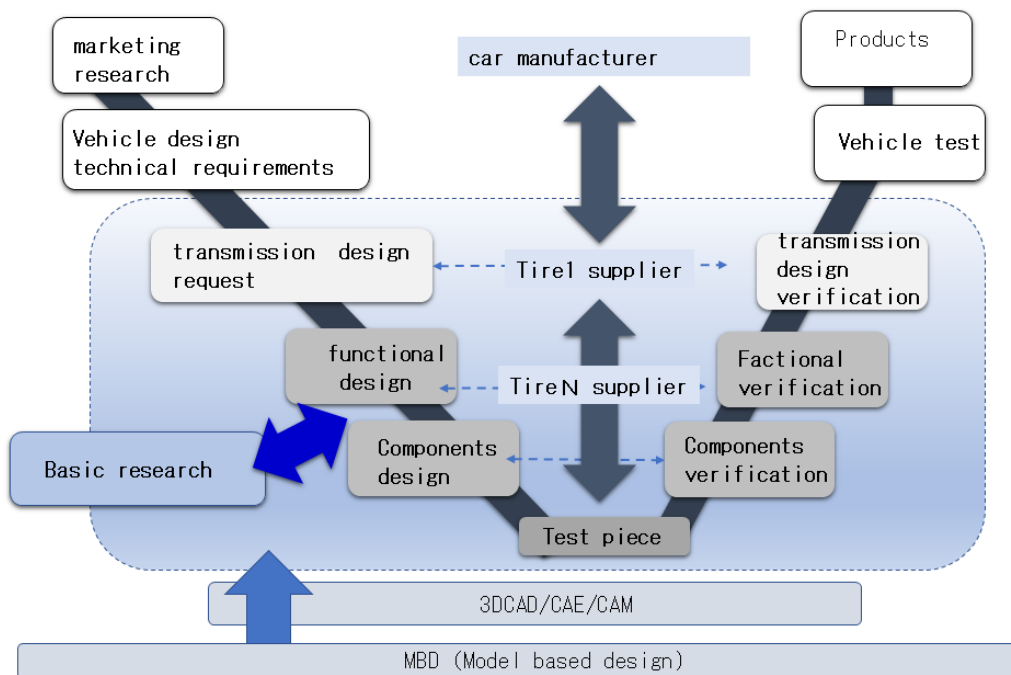 marketing
research
car manufacturer
Products
Vehicle design
technical requirements
Vehicle test
transmission design
request
Tire1 supplier
transmission
design
verification
functional
design
TireN supplier
Factional
verification
Basic research
Components
design
Components
verification
Test piece
3DCAD/CAE/CAM
MBD (Model based design)